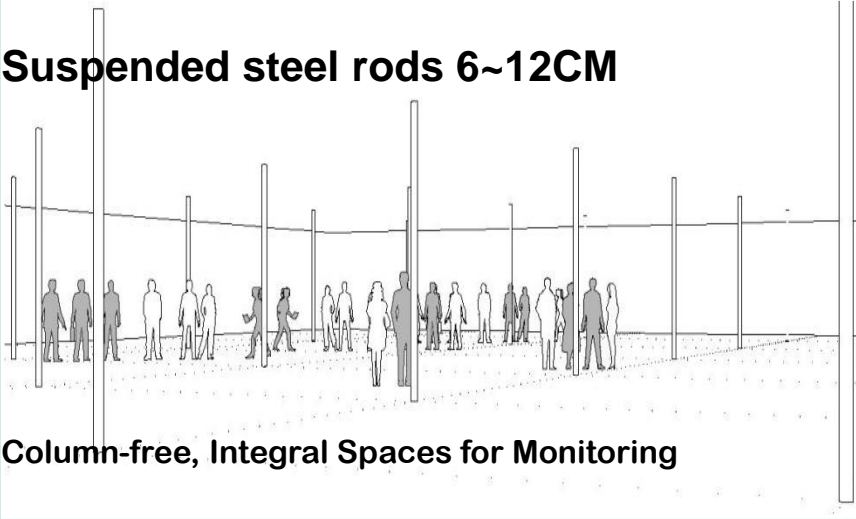 Suspended steel rods 6~12CM
Column-free, Integral Spaces for Monitoring